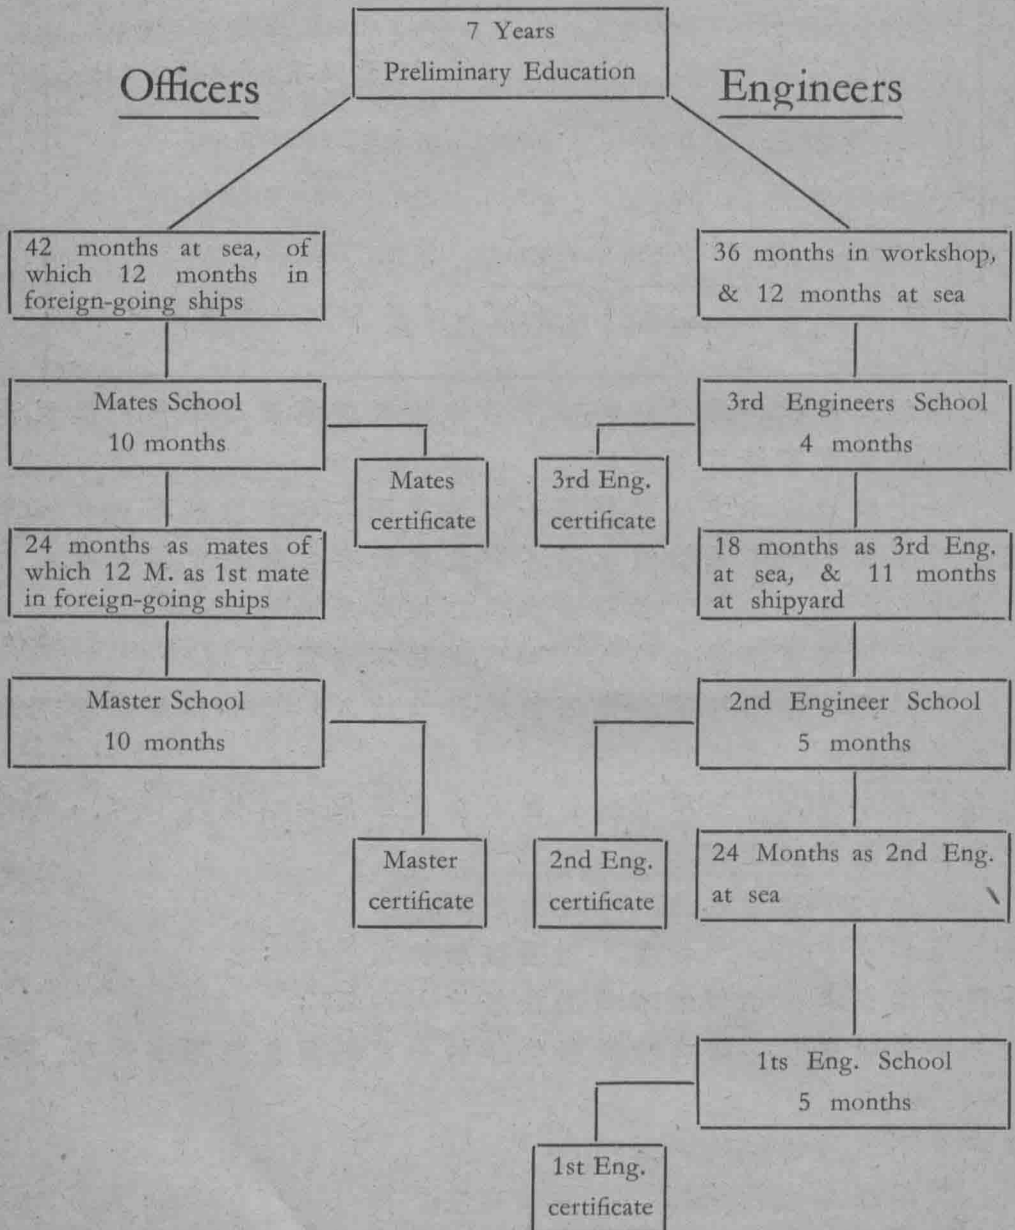 7 Years
Preliminary Education
Officers
Engineers
42 months at sea, of
which 12 months in
foreign-going ships
36 months in workshop,
& 12 months at sea
Mates School
10 months
3rd Engineers School
4 months
Mates
certificate
3rd Eng.
certificate
24 months as mates of
which 12 M. as 1st mate
in foreign-going ships
18 months as 3rd Eng.
at sea, & 11 months
at shipyard
Master School
10 months
2nd Engineer School
5 months
Master
certificate
2nd Eng.
certificate
24 Months as 2nd Eng.
at sea
1ts Eng. School
5 months
1st Eng.
certificate